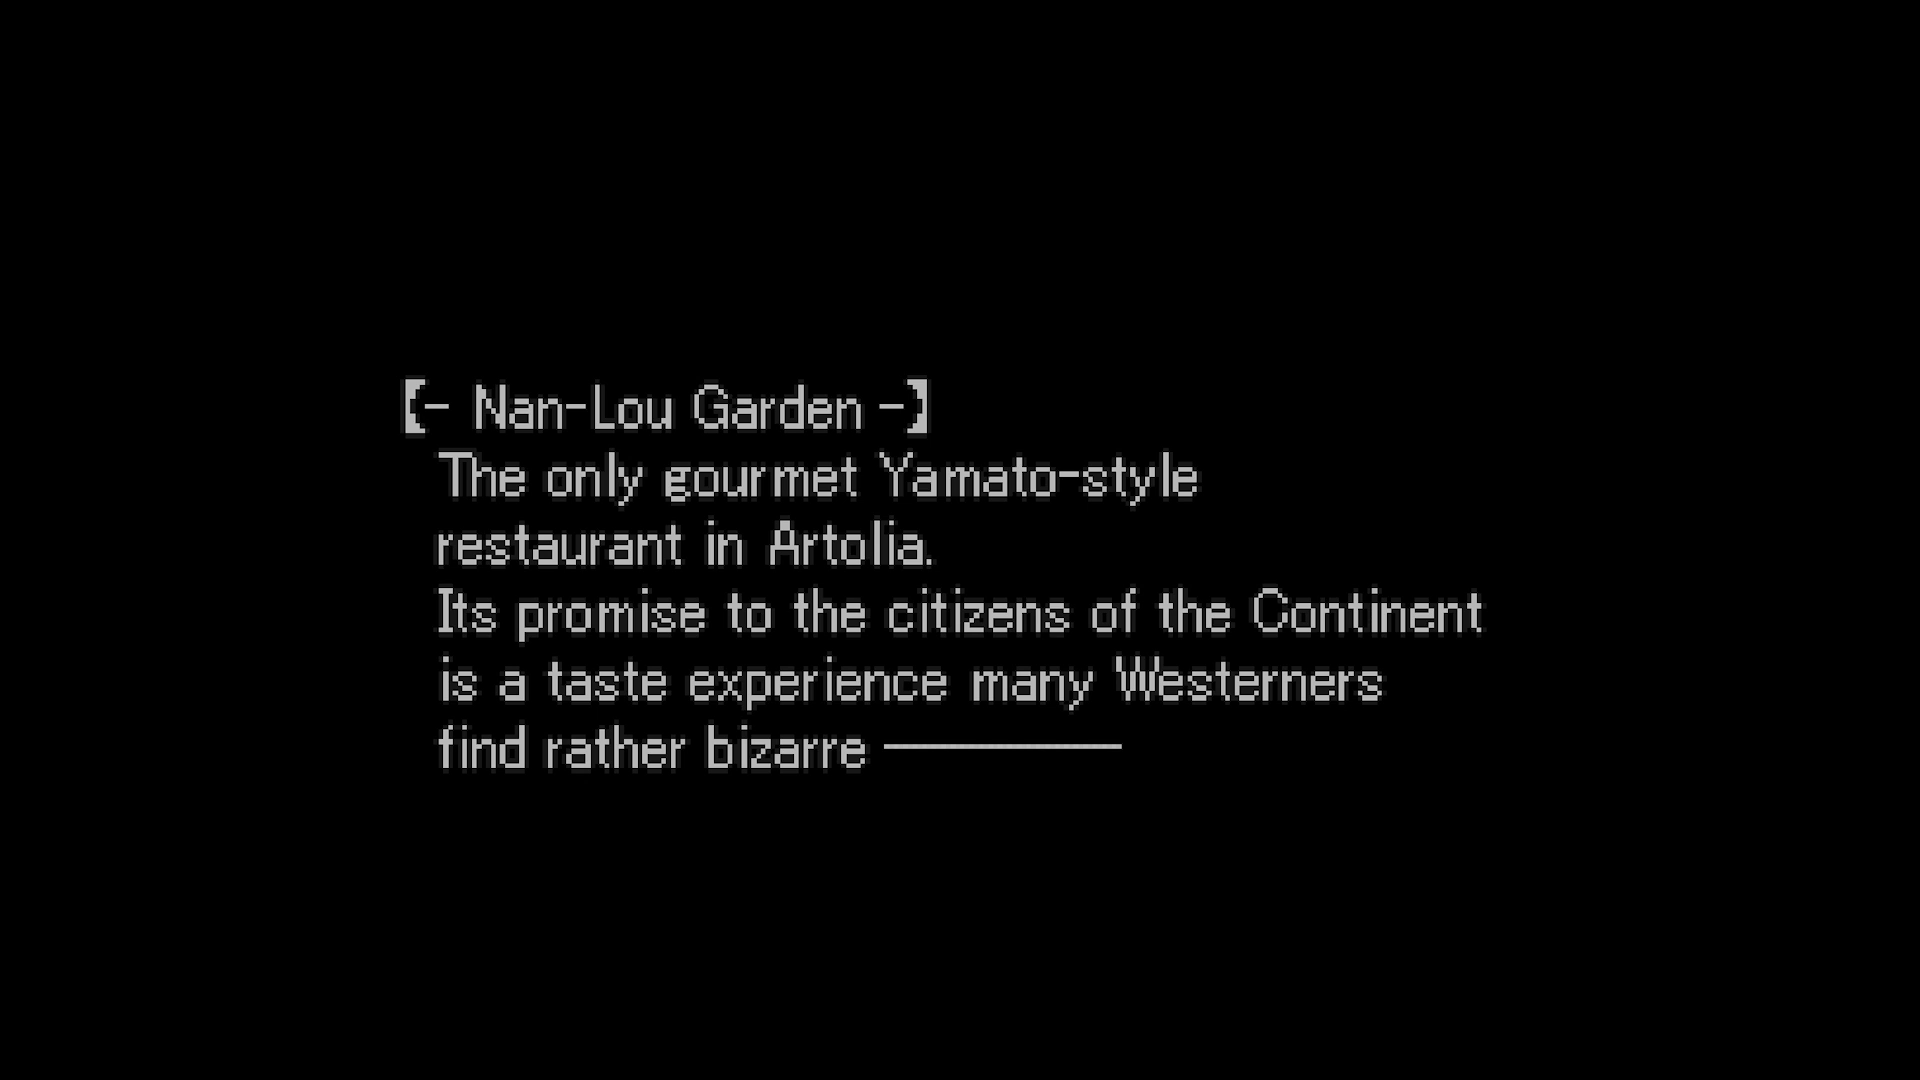 【- Nan-Lou Garden -】
The only gourmet Yamato-style
restaurant in Artolia.
Its promise to the citizens of the Continent
is a taste experience many Westerners
find rather bizarre ―――――――